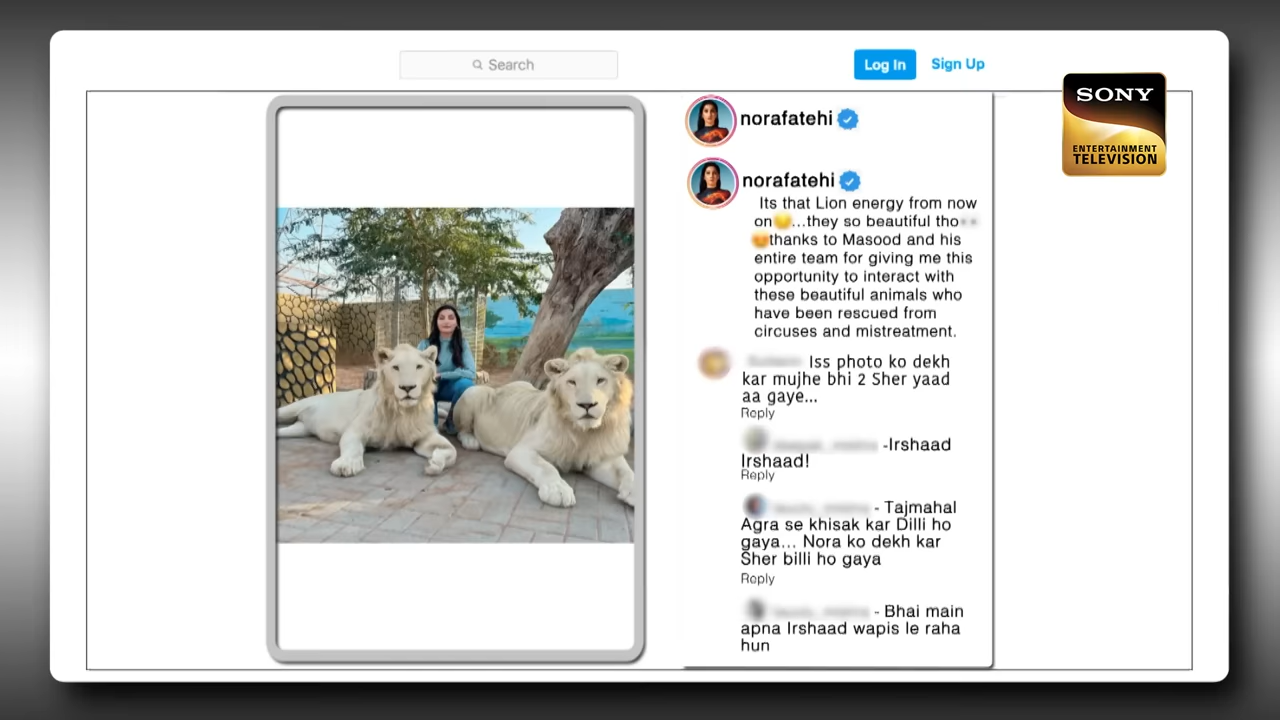 Search
Log In
Sign Up
SONY
ENTERTAINMENT
TELEVISION
norafatehi
norafatehi
Its that Lion energy from now
on😏...they so beautiful tho👀
😍thanks to Masood and his
entire team for giving me this
opportunity to interact with
these beautiful animals who
have been rescued from
circuses and mistreatment.
Iss photo ko dekh
kar mujhe bhi 2 Sher yaad
aa gaye...
Reply
-Irshaad
Irshaad!
Reply
- Tajmahal
Agra se khisak kar Dilli ho
gaya... Nora ko dekh kar
Sher billi ho gaya
Reply
- Bhai main
apna Irshaad wapis le raha
hun